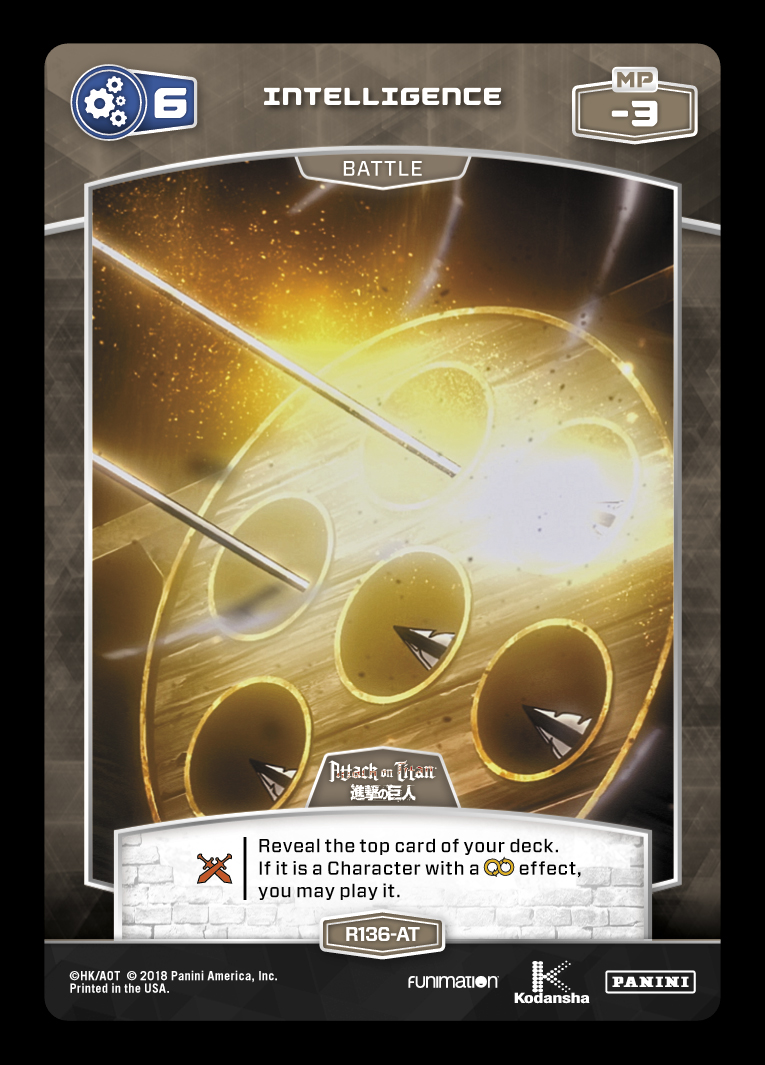 6
INTELLIGENCE
MP
-3
BATTLE
Attack on Titan
進撃の巨人
Reveal the top card of your deck.
If it is a Character with a effect,
you may play it.
R136-AT
©HK/AOT © 2018 Panini America, Inc.
Printed in the USA.
FUNIMATION
K
Kodansha
PANINI